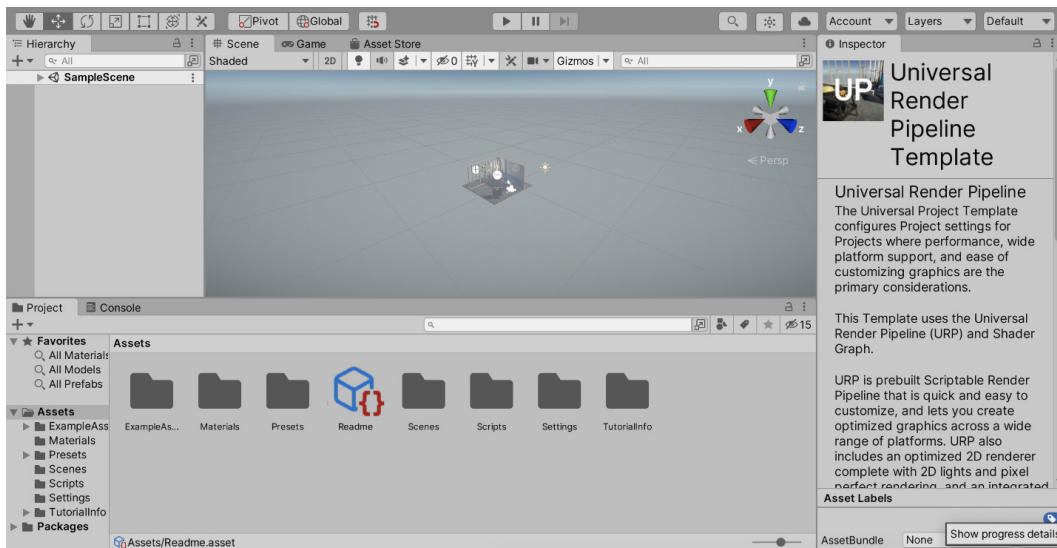 Pivot Global Account Layers Default
Hierarchy Scene Game Asset Store Inspector
All Shaded 2D 0 Gizmos All
SampleScene
y
x z
Persp
UP
Universal
Render
Pipeline
Template
Universal Render Pipeline
The Universal Project Template
configures Project settings for
Projects where performance, wide
platform support, and ease of
customizing graphics are the
primary considerations.
This Template uses the Universal
Render Pipeline (URP) and Shader
Graph.
URP is prebuilt Scriptable Render
Pipeline that is quick and easy to
customize, and lets you create
optimized graphics across a wide
range of platforms. URP also
includes an optimized 2D renderer
complete with 2D lights and pixel
perfect rendering, and an integrated
Asset Labels
AssetBundle None
Show progress details
Project Console
15
Favorites
All Materials
All Models
All Prefabs
Assets
ExampleAss
Materials
Presets
Scenes
Scripts
Settings
TutorialInfo
Packages
Assets
ExampleAs... Materials Presets Readme Scenes Scripts Settings TutorialInfo
Assets/Readme.asset